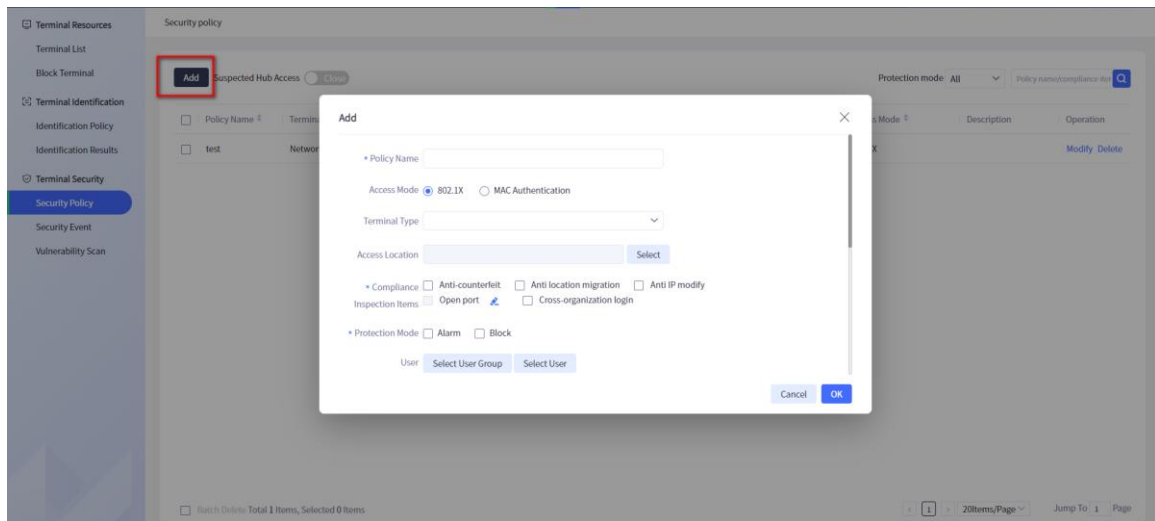 Terminal Resources
Terminal List
Block Terminal
Terminal Identification
Identification Policy
Identification Results
Terminal Security
Security Policy
Security Event
Vulnerability Scan
Security policy
Add Suspected Hub Access Close
Protection mode All Policy name/compliance
Policy Name Termin
s Mode Description Operation
test Networ
X Modify Delete
Add
* Policy Name
Access Mode 802.1X MAC Authentication
Terminal Type
Access Location Select
* Compliance Anti-counterfeit Anti location migration Anti IP modify
Inspection Items Open port Cross-organization login
* Protection Mode Alarm Block
User Select User Group Select User
Cancel OK
Batch Delete Total 1 Items, Selected 0 Items
1 20Items/Page Jump To 1 Page